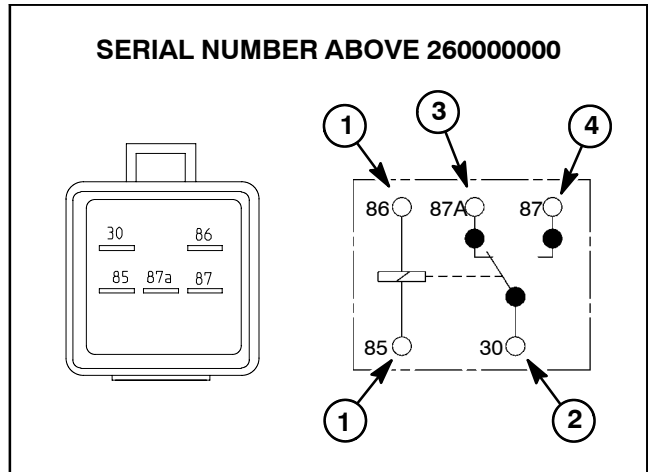 SERIAL NUMBER ABOVE 260000000
1 3 4
86 87A 87
30 86
85 87a 87
85 30
1 2